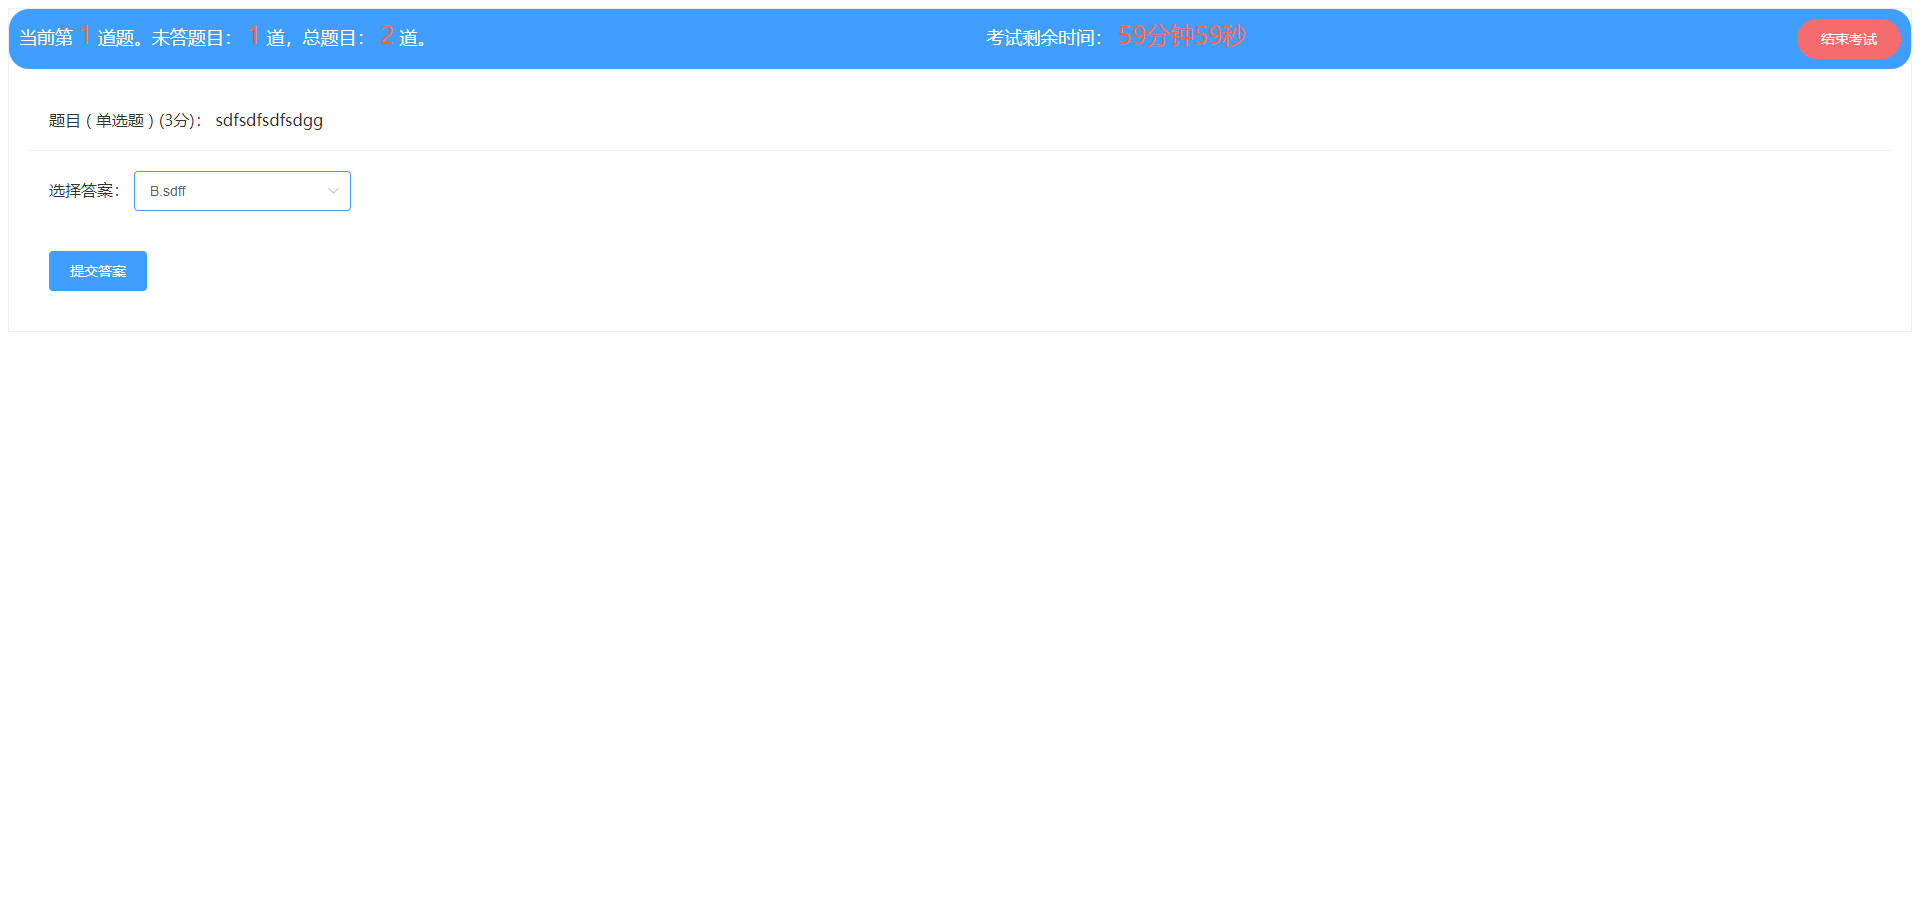 当前第 1 道题。未答题目： 1 道，总题目： 2 道。
考试剩余时间： 59分钟59秒
结束考试
题目 ( 单选题 ) (3分)： sdfsdfsdfsdgg
选择答案： B.sdff
提交答案